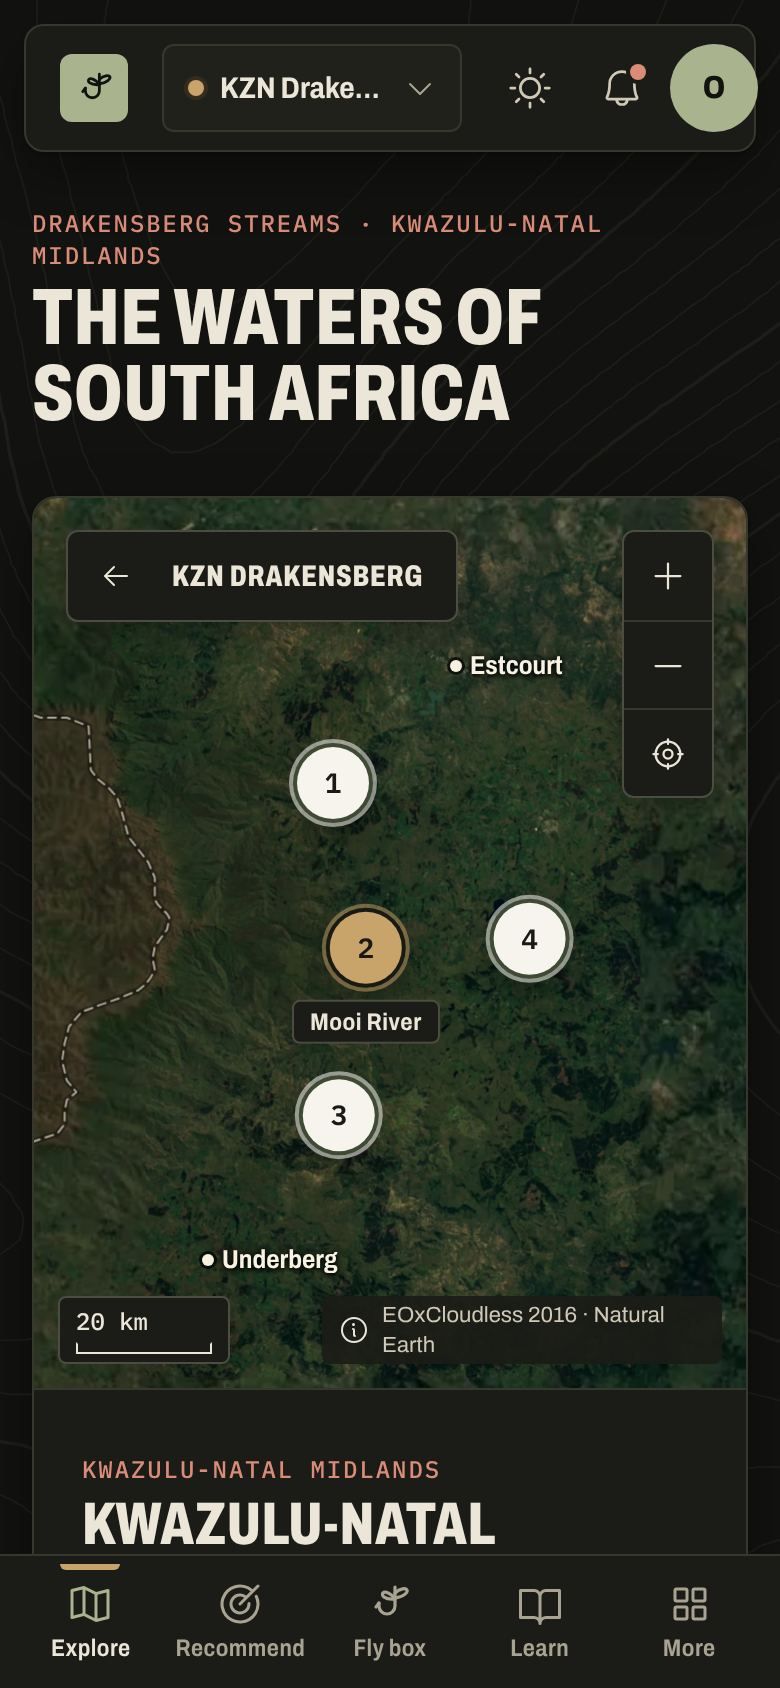 KZN Drake...
O
DRAKENSBERG STREAMS · KWAZULU-NATAL
MIDLANDS
THE WATERS OF
SOUTH AFRICA
KZN DRAKENSBERG
Estcourt
1
2
4
Mooi River
3
Underberg
20 km
EOxCloudless 2016 · Natural
Earth
KWAZULU-NATAL MIDLANDS
KWAZULU-NATAL
Explore
Recommend
Fly box
Learn
More